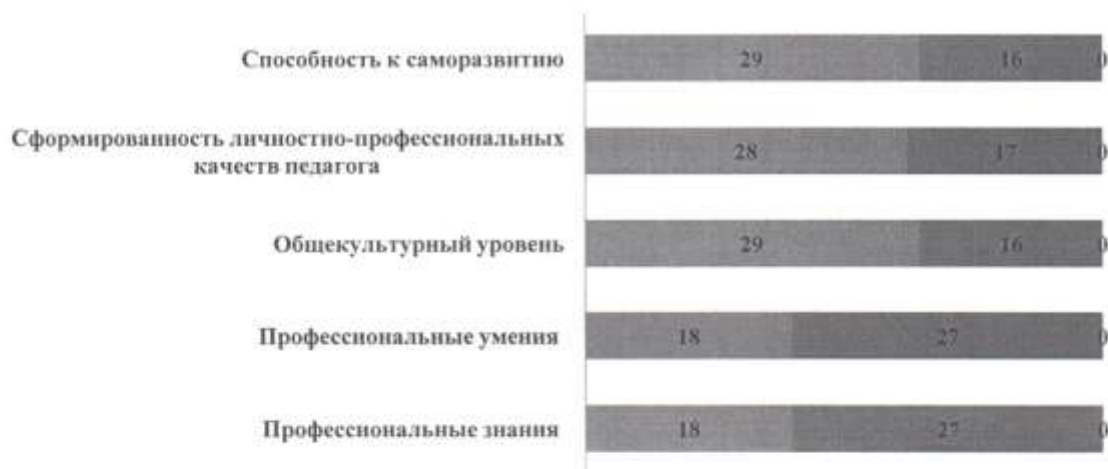 Способность к саморазвитию 29 16 0
Сформированность личностно-профессиональных
качеств педагога 28 17 0
Общекультурный уровень 29 16 0
Профессиональные умения 18 27 0
Профессиональные знания 18 27 0